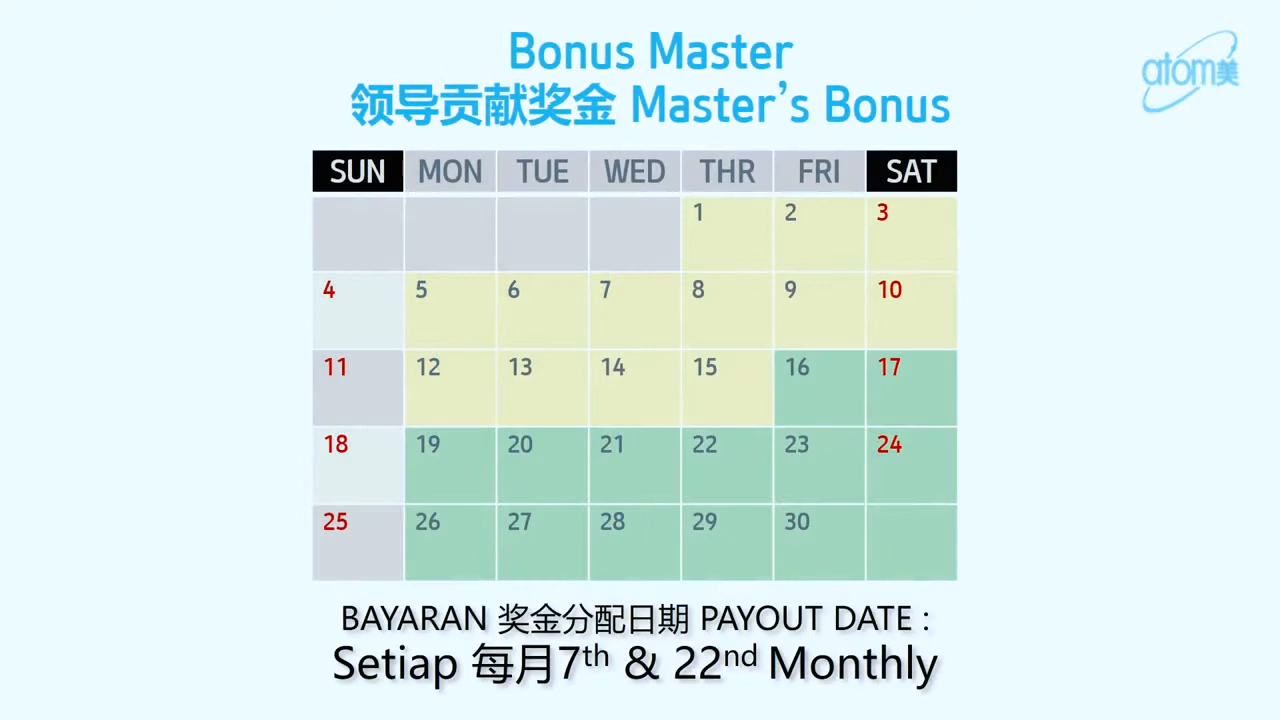 Bonus Master
领导贡献奖金 Master's Bonus
atom美
SUN MON TUE WED THR FRI SAT
1 2 3
4 5 6 7 8 9 10
11 12 13 14 15 16 17
18 19 20 21 22 23 24
25 26 27 28 29 30
BAYARAN 奖金分配日期 PAYOUT DATE :
Setiap 每月7th & 22nd Monthly